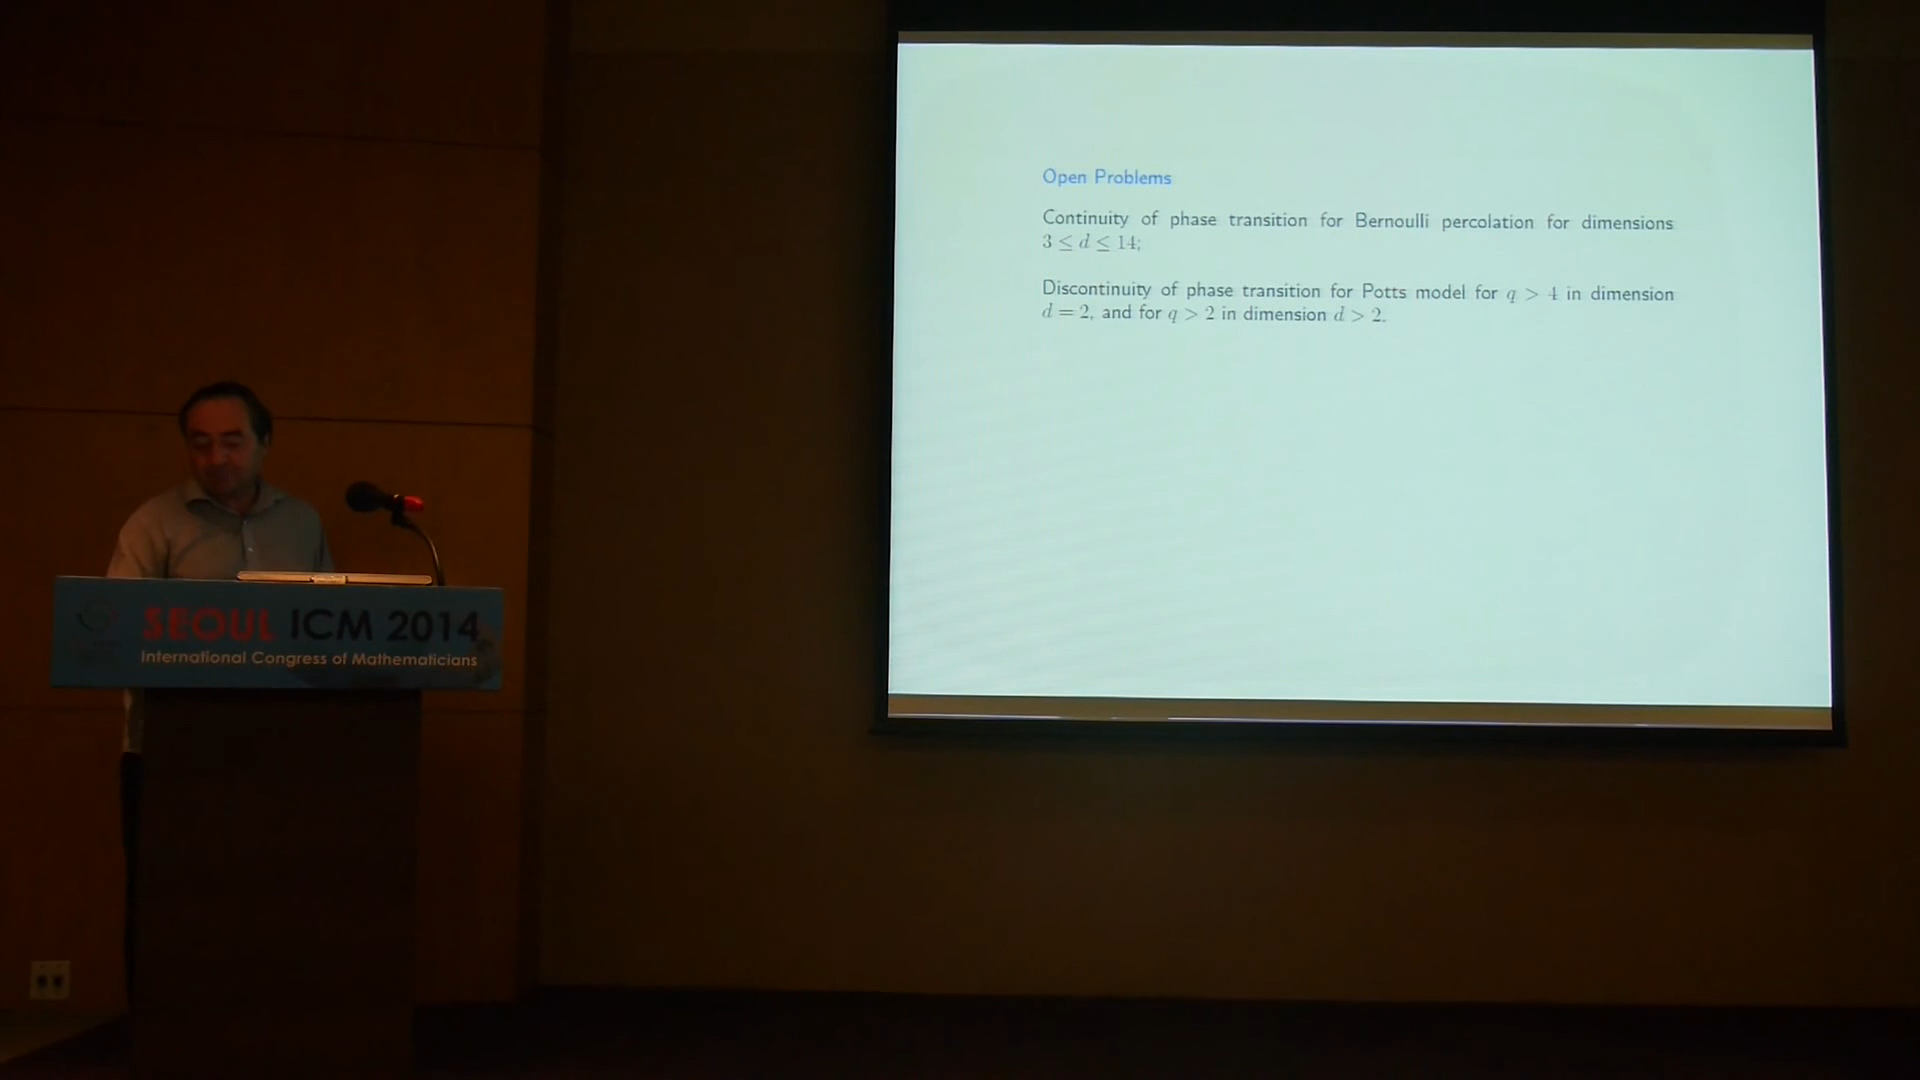 Open Problems
Continuity of phase transition for Bernoulli percolation for dimensions
3 ≤ d ≤ 14;
Discontinuity of phase transition for Potts model for q > 4 in dimension
d = 2, and for q > 2 in dimension d > 2.
SEOUL ICM 2014
International Congress of Mathematicians